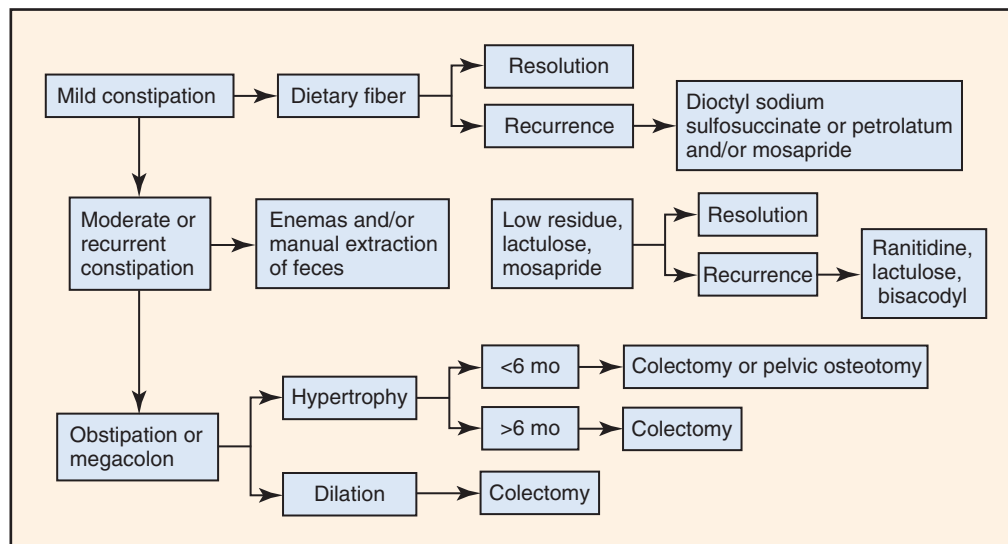 Mild constipation
Dietary fiber
Resolution
Recurrence
Dioctyl sodium
sulfosuccinate or petrolatum
and/or mosapride
Moderate or
recurrent
constipation
Enemas and/or
manual extraction
of feces
Low residue,
lactulose,
mosapride
Resolution
Recurrence
Ranitidine,
lactulose,
bisacodyl
Obstipation or
megacolon
Hypertrophy
<6 mo
Colectomy or pelvic osteotomy
>6 mo
Colectomy
Dilation
Colectomy